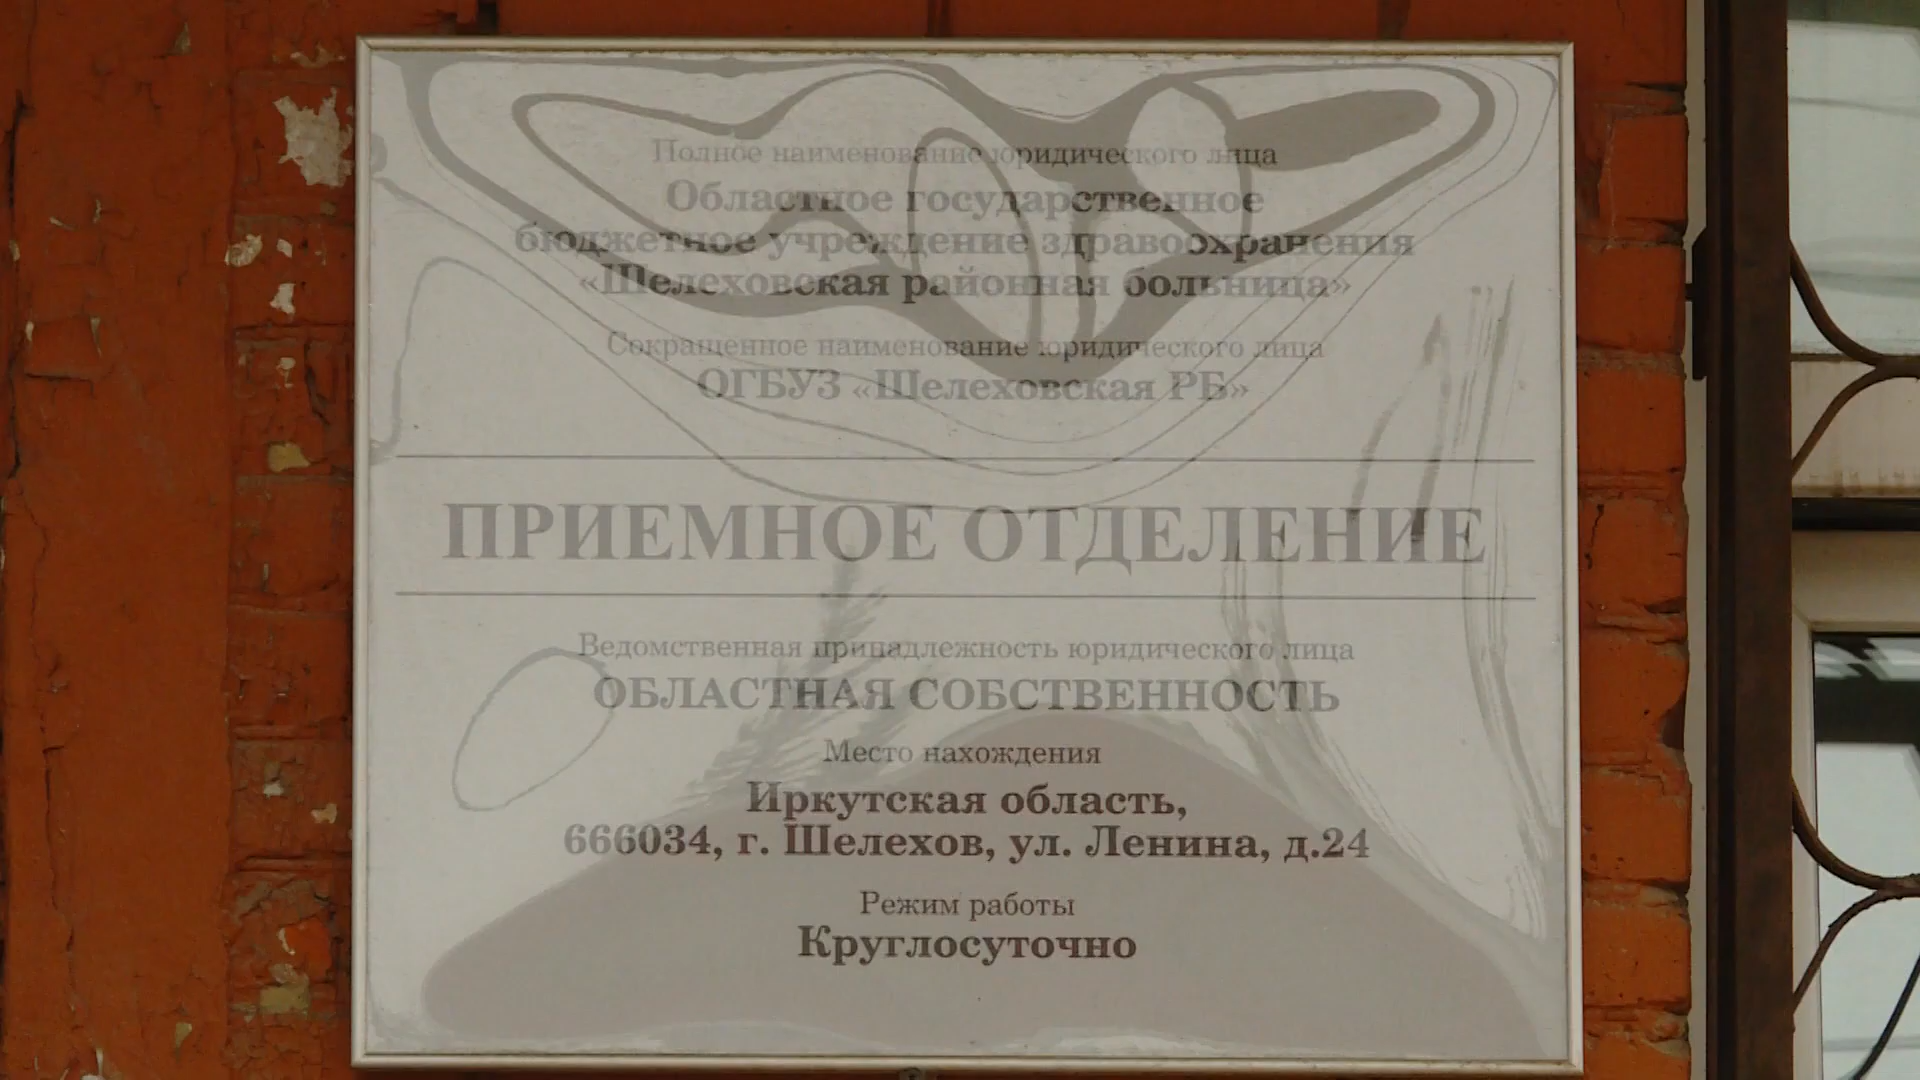 Полное наименование юридического лица
Областное государственное
бюджетное учреждение здравоохранения
«Шелеховская районная больница»
Сокращенное наименование юридического лица
ОГБУЗ «Шелеховская РБ»
ПРИЕМНОЕ ОТДЕЛЕНИЕ
Ведомственная принадлежность юридического лица
ОБЛАСТНАЯ СОБСТВЕННОСТЬ
Место нахождения
Иркутская область,
666034, г. Шелехов, ул. Ленина, д.24
Режим работы
Круглосуточно